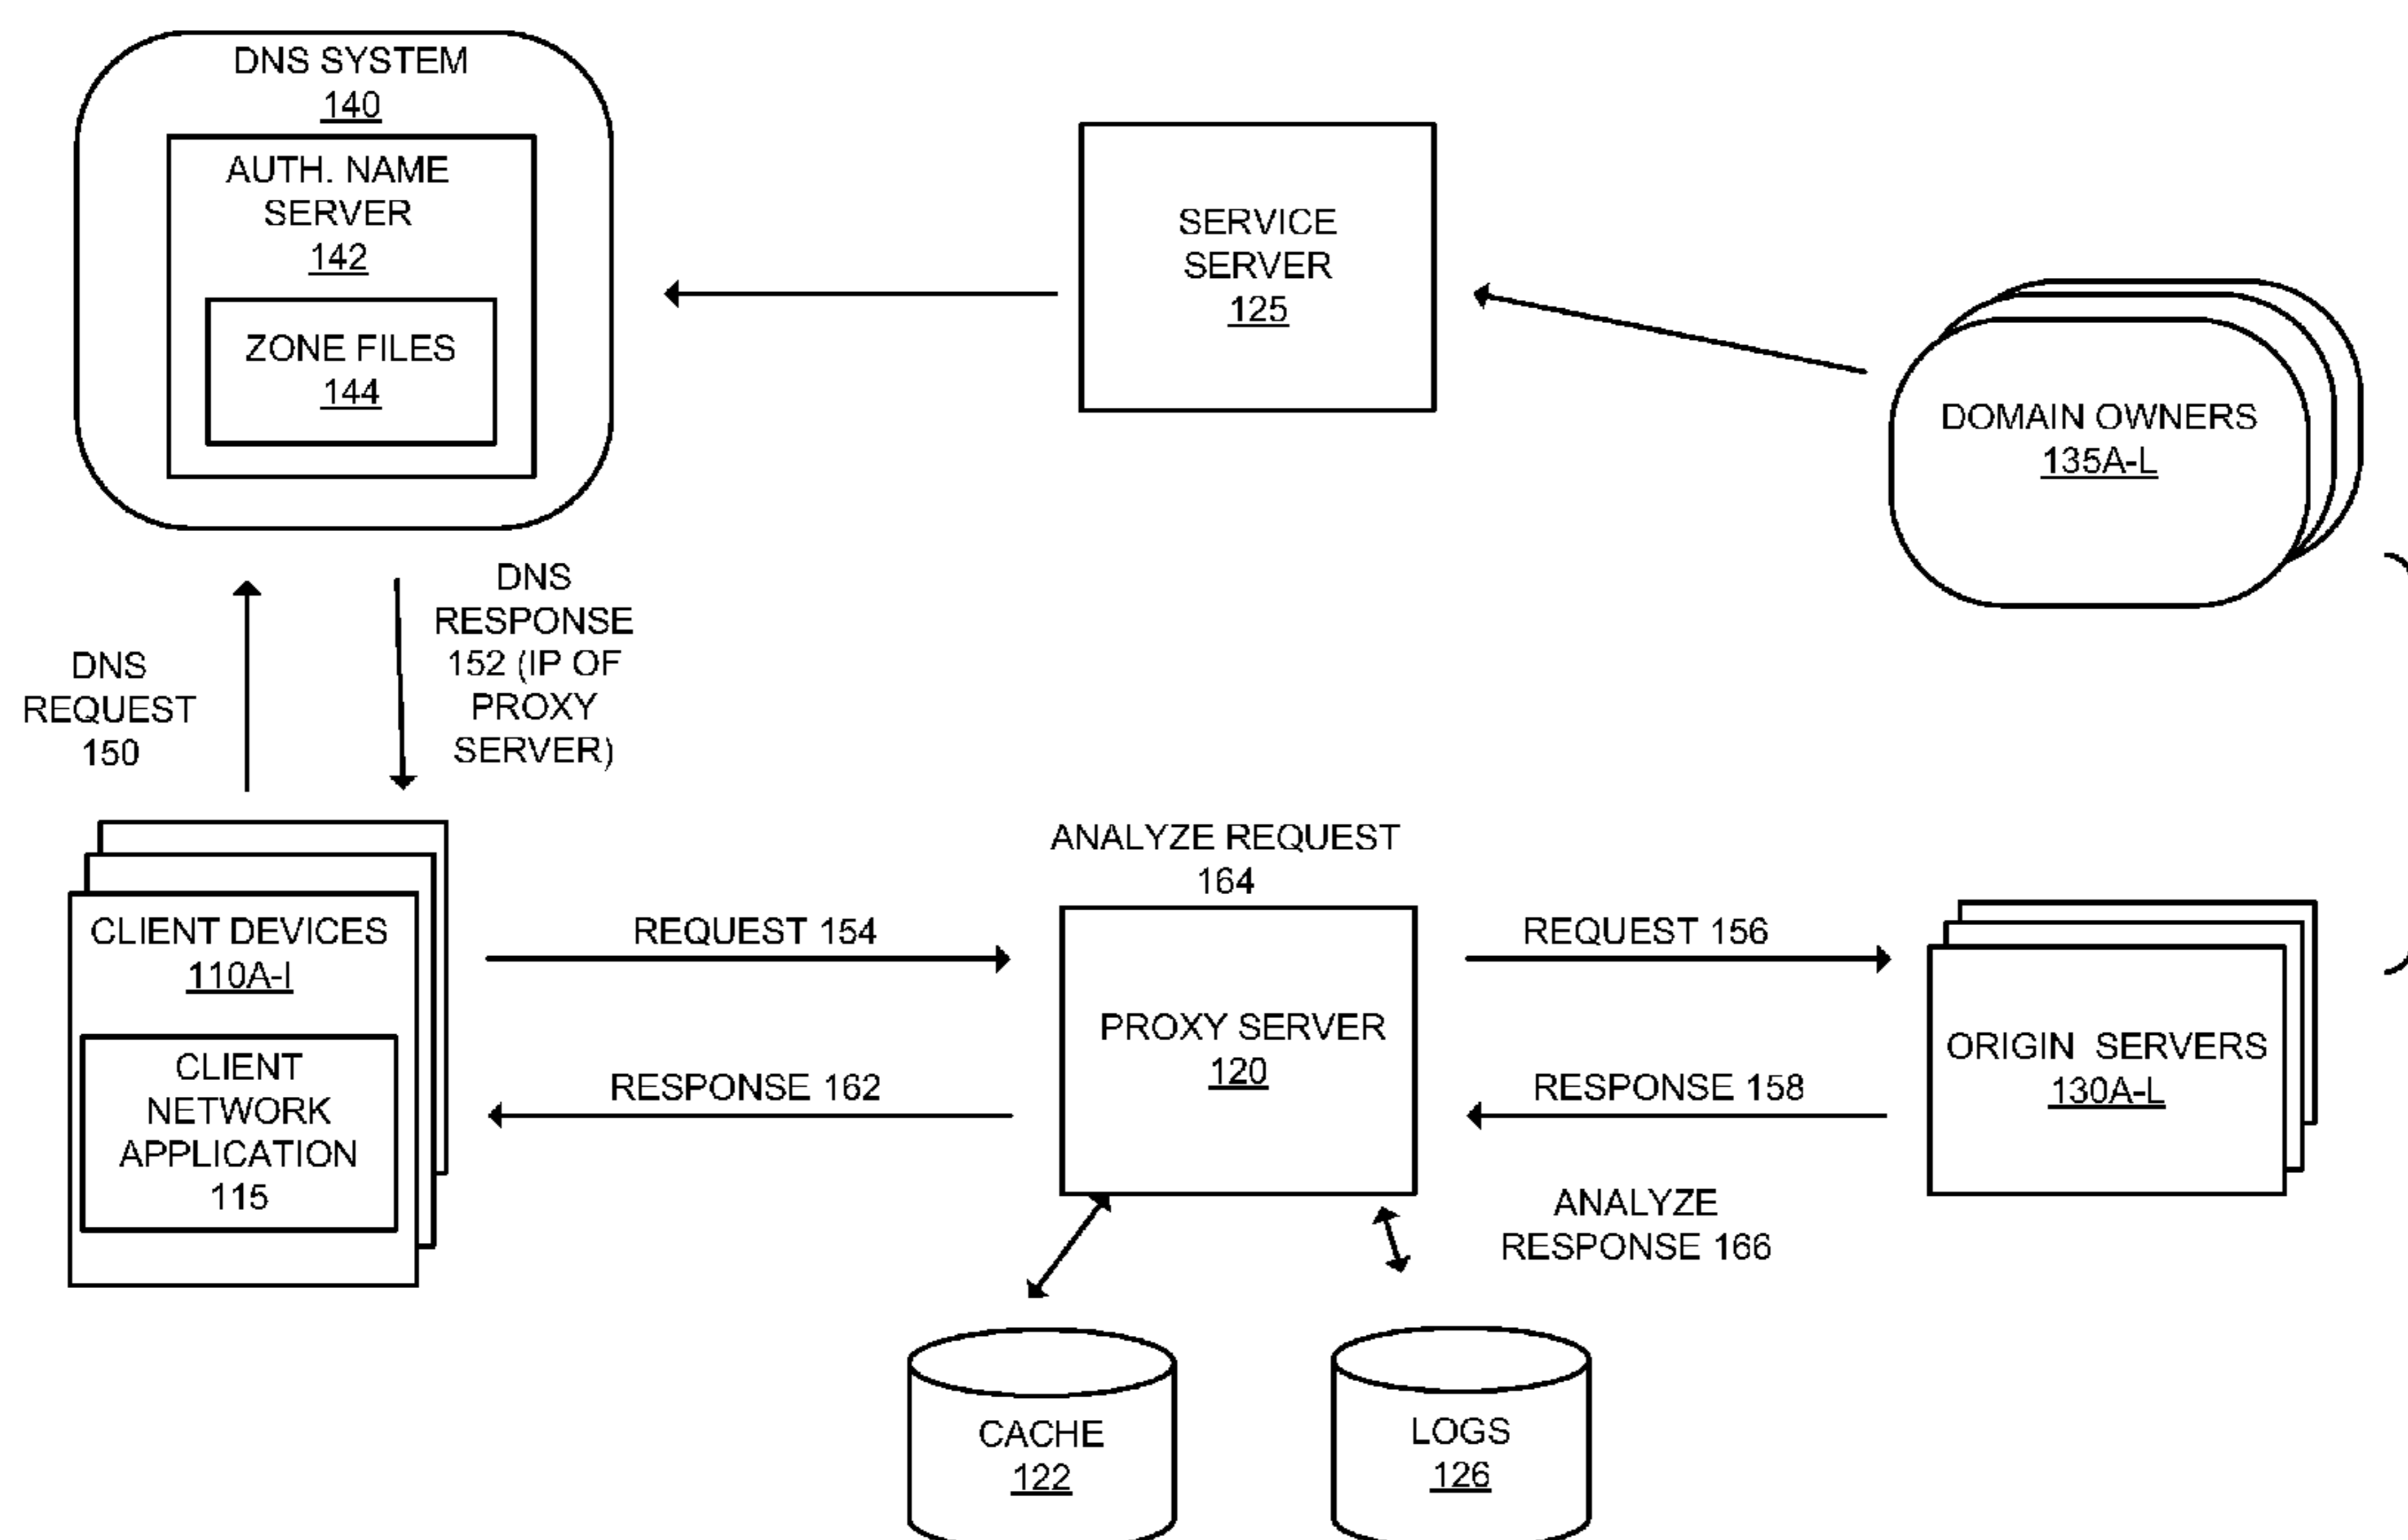 DNS SYSTEM
140
AUTH. NAME
SERVER
142
ZONE FILES
144
SERVICE
SERVER
125
DOMAIN OWNERS
135A-L
DNS
REQUEST
150
DNS
RESPONSE
152 (IP OF
PROXY
SERVER)
CLIENT DEVICES
110A-I
CLIENT
NETWORK
APPLICATION
115
REQUEST 154
RESPONSE 162
ANALYZE REQUEST
164
PROXY SERVER
120
REQUEST 156
RESPONSE 158
ANALYZE
RESPONSE 166
ORIGIN SERVERS
130A-L
CACHE
122
LOGS
126